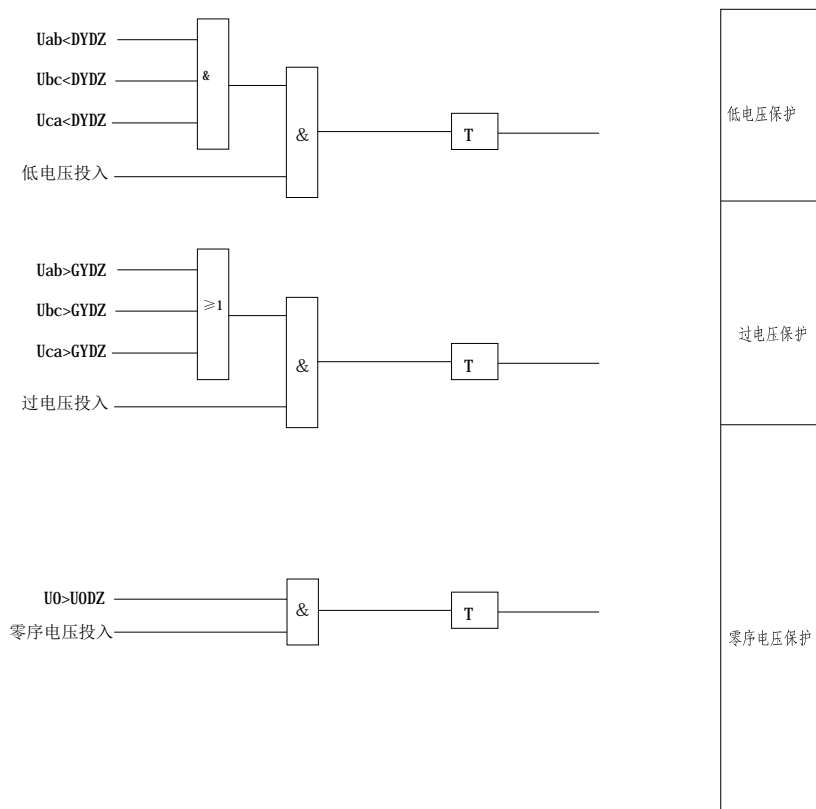 Uab<DYDZ
Ubc<DYDZ
&
Uca<DYDZ
低电压投入
&
T
低电压保护
Uab>GYDZ
Ubc>GYDZ
≥1
Uca>GYDZ
过电压投入
&
T
过电压保护
U0>U0DZ
零序电压投入
&
T
零序电压保护